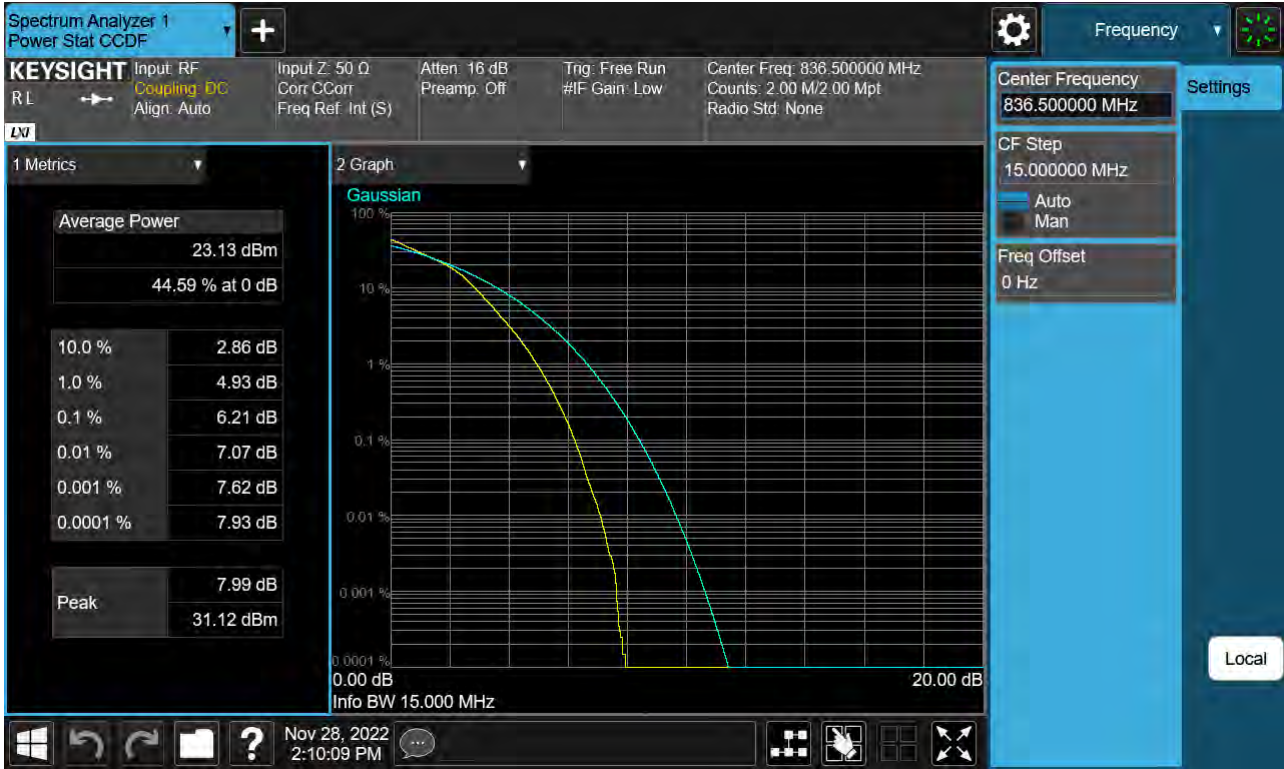 Spectrum Analyzer 1
Power Stat CCDF
+
Frequency
KEYSIGHT
R L
LXI
Input: RF
Coupling: DC
Align: Auto
Input Z: 50 Ω
Corr CCorr
Freq Ref: Int (S)
Atten: 16 dB
Preamp: Off
Trig: Free Run
#IF Gain: Low
Center Freq: 836.500000 MHz
Counts: 2.00 M/2.00 Mpt
Radio Std: None
Center Frequency
836.500000 MHz
Settings
CF Step
15.000000 MHz
Auto
Man
Freq Offset
0 Hz
Local
1 Metrics
Average Power
23.13 dBm
44.59 % at 0 dB
10.0 % 2.86 dB
1.0 % 4.93 dB
0.1 % 6.21 dB
0.01 % 7.07 dB
0.001 % 7.62 dB
0.0001 % 7.93 dB
Peak
7.99 dB
31.12 dBm
2 Graph
Gaussian
100 %
10 %
1 %
0.1 %
0.01 %
0.001 %
0.0001 %
0.00 dB 20.00 dB
Info BW 15.000 MHz
?
Nov 28, 2022
2:10:09 PM